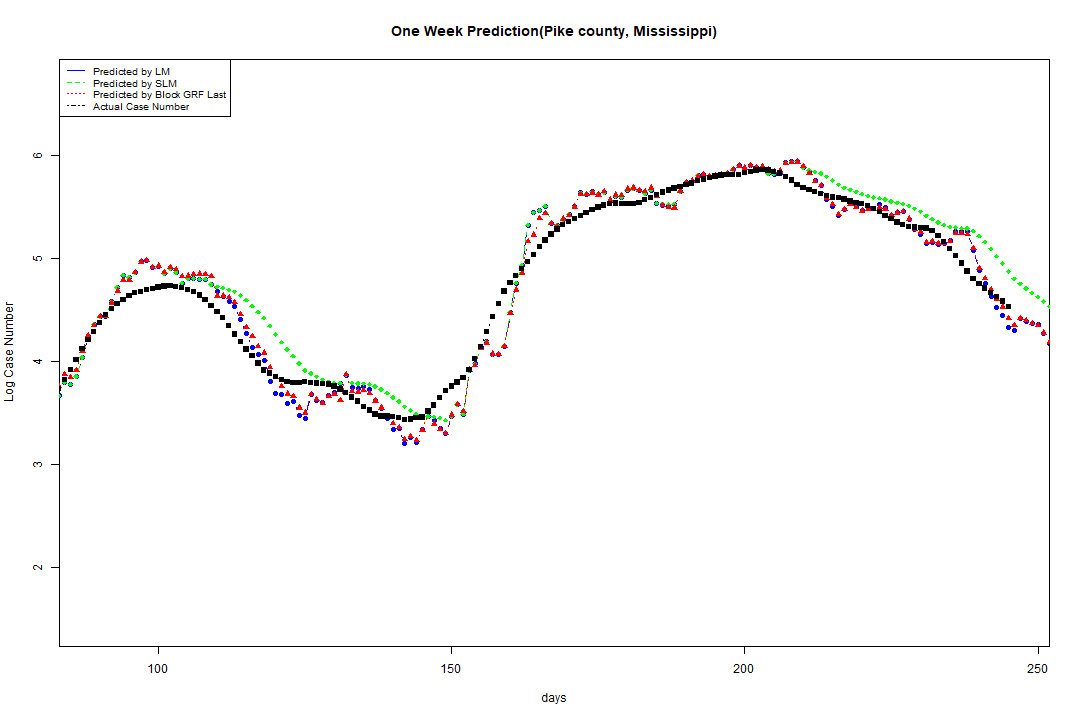 One Week Prediction(Pike county, Mississippi)
Predicted by LM
Predicted by SLM
Predicted by Block GRF Last
Actual Case Number
6
5
4
3
2
Log Case Number
100 150 200 250
days